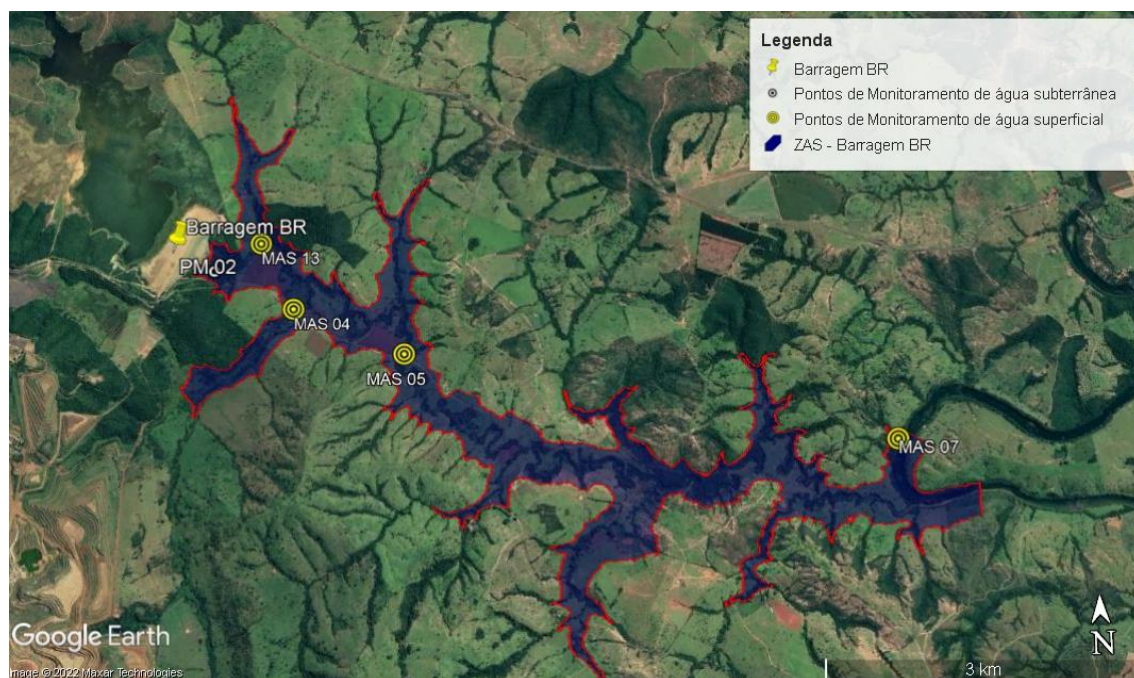 Legenda
Barragem BR
Pontos de Monitoramento de água subterrânea
Pontos de Monitoramento de água superficial
ZAS - Barragem BR
Barragem BR
MAS 13
PM 02
MAS 04
MAS 05
MAS 07
Google Earth
N
Image © 2022 Maxar Technologies
3 km